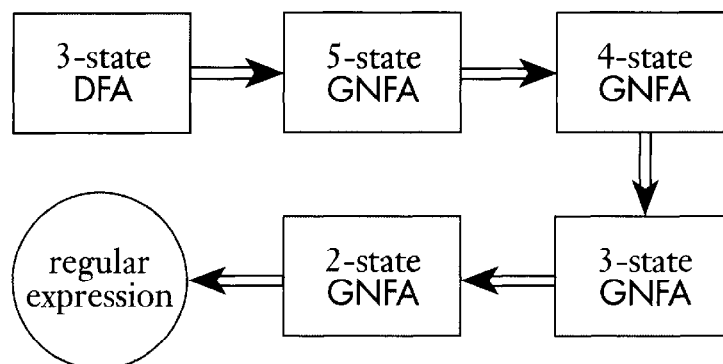 3-state
DFA
5-state
GNFA
4-state
GNFA
3-state
GNFA
2-state
GNFA
regular
expression